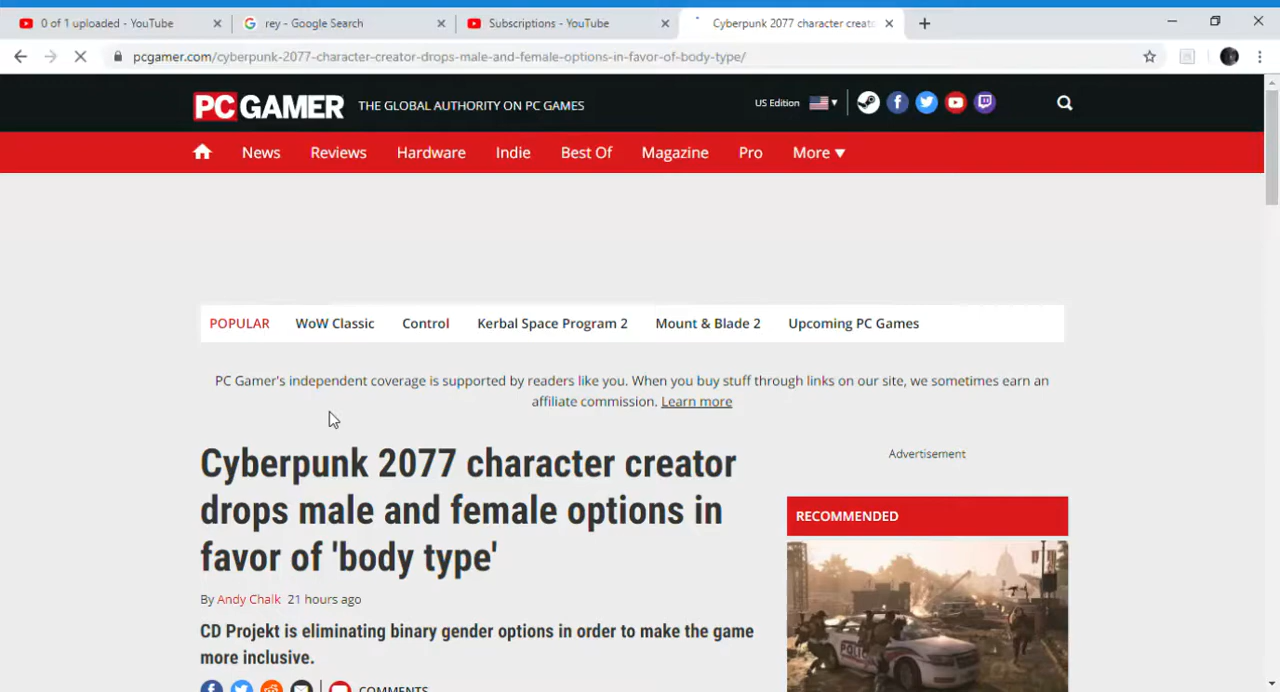 0 of 1 uploaded - YouTube
rey - Google Search
Subscriptions - YouTube
Cyberpunk 2077 character creato
pcgamer.com/cyberpunk-2077-character-creator-drops-male-and-female-options-in-favor-of-body-type/
PC GAMER
THE GLOBAL AUTHORITY ON PC GAMES
US Edition
News
Reviews
Hardware
Indie
Best Of
Magazine
Pro
More
POPULAR
WoW Classic
Control
Kerbal Space Program 2
Mount & Blade 2
Upcoming PC Games
PC Gamer's independent coverage is supported by readers like you. When you buy stuff through links on our site, we sometimes earn an
affiliate commission. Learn more
Cyberpunk 2077 character creator
drops male and female options in
favor of 'body type'
By Andy Chalk 21 hours ago
CD Projekt is eliminating binary gender options in order to make the game
more inclusive.
COMMENTS
Advertisement
RECOMMENDED